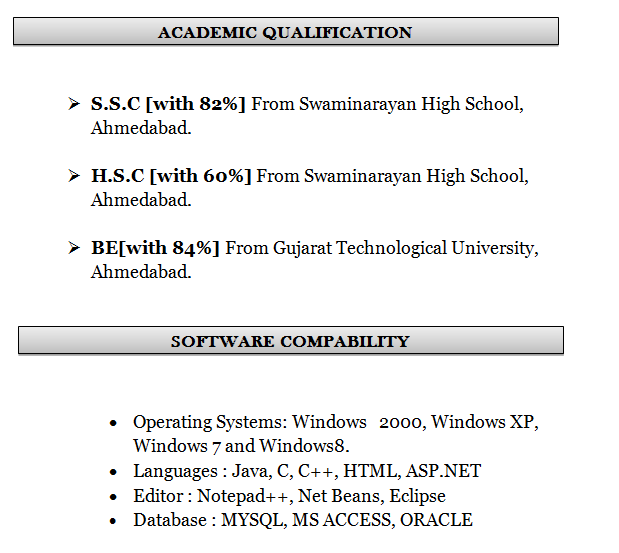 ACADEMIC QUALIFICATION
➢ S.S.C [with 82%] From Swaminarayan High School,
Ahmedabad.
➢ H.S.C [with 60%] From Swaminarayan High School,
Ahmedabad.
➢ BE[with 84%] From Gujarat Technological University,
Ahmedabad.
SOFTWARE COMPABILITY
• Operating Systems: Windows 2000, Windows XP,
Windows 7 and Windows8.
• Languages : Java, C, C++, HTML, ASP.NET
• Editor : Notepad++, Net Beans, Eclipse
• Database : MYSQL, MS ACCESS, ORACLE